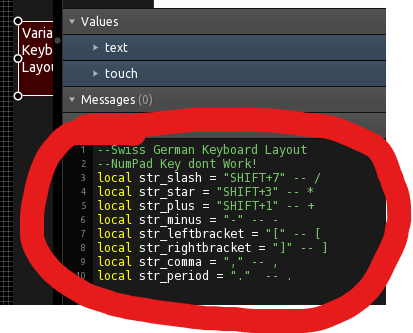 Values
Varia
Keyb
Layou
text
touch
Messages (0)
1 --Swiss German Keyboard Layout
2 --NumPad Key dont Work!
3 local str_slash = "SHIFT+7" -- /
4 local str_star = "SHIFT+3" -- *
5 local str_plus = "SHIFT+1" -- +
6 local str_minus = "-" -- -
7 local str_leftbracket = "[" -- [
8 local str_rightbracket = "]" -- ]
9 local str_comma = "," -- ,
10 local str_period = "."  -- .